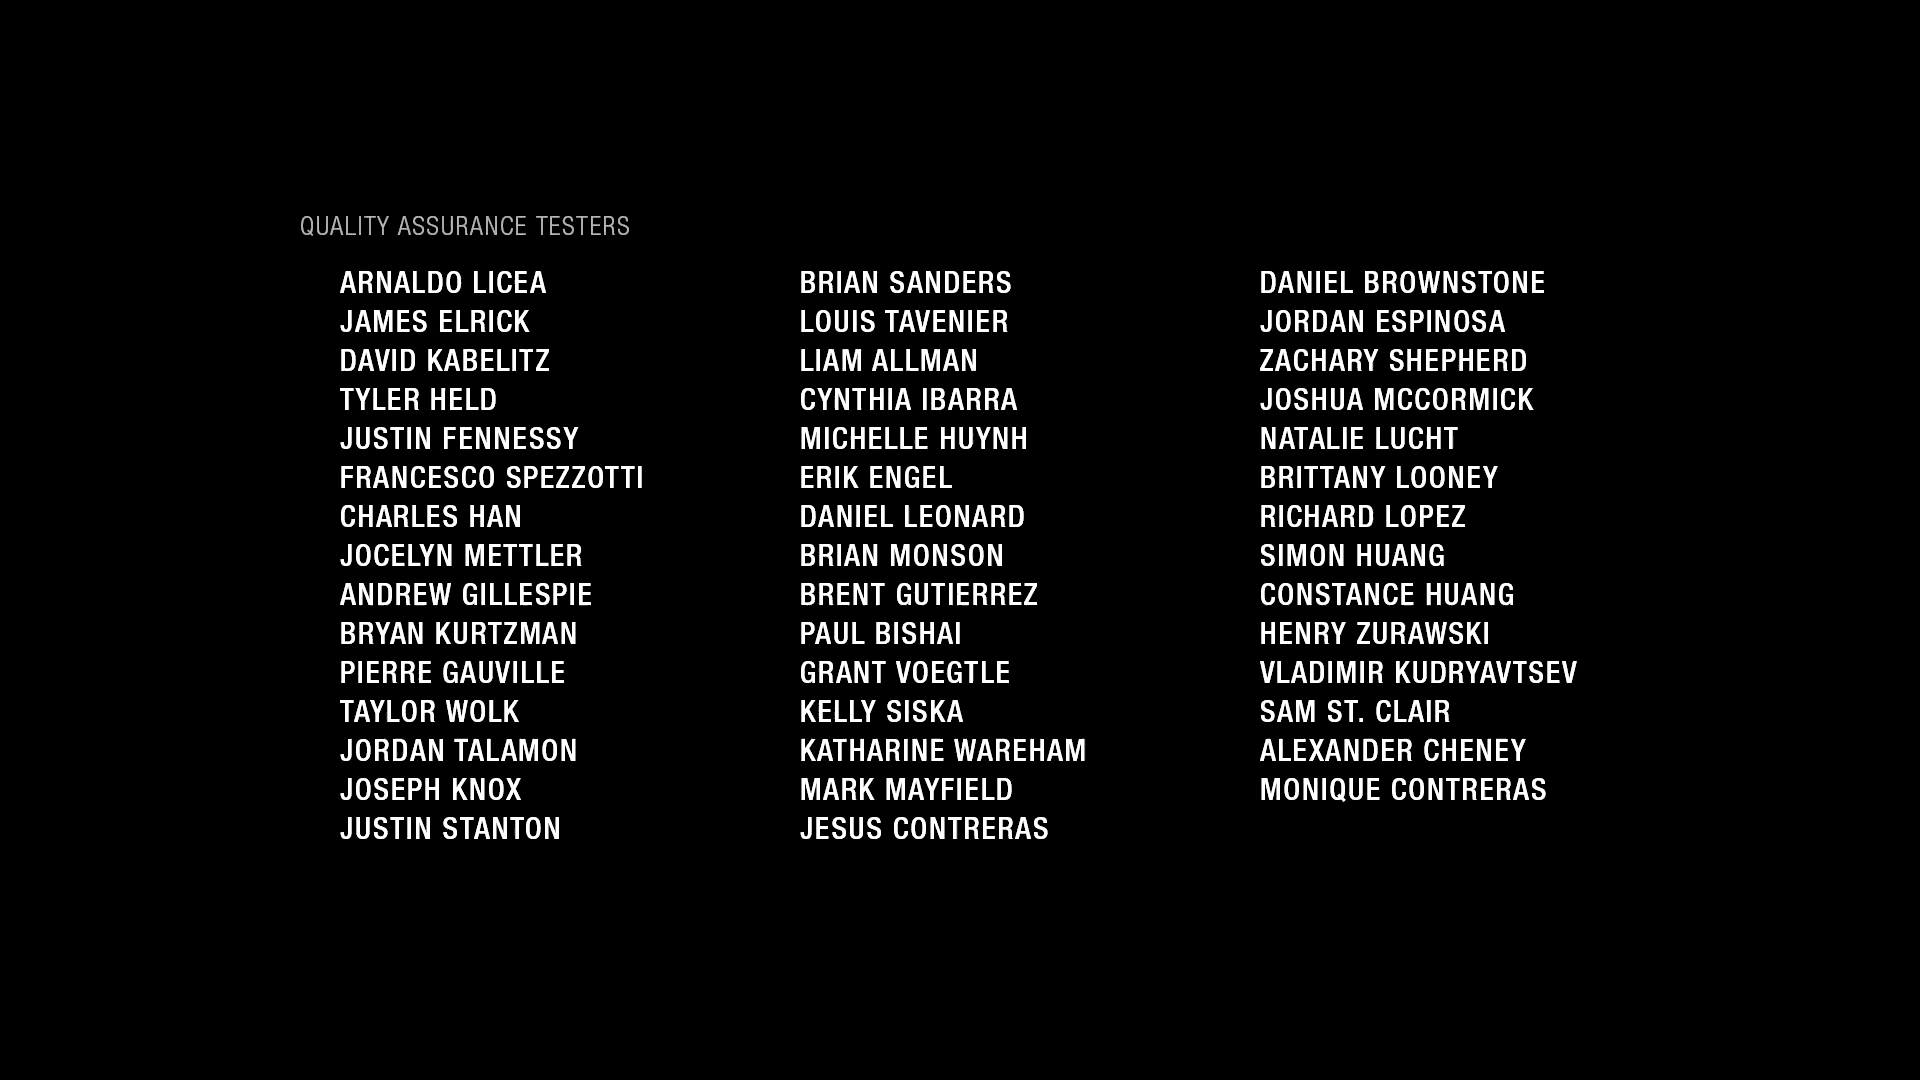 QUALITY ASSURANCE TESTERS
ARNALDO LICEA
JAMES ELRICK
DAVID KABELITZ
TYLER HELD
JUSTIN FENNESSY
FRANCESCO SPEZZOTTI
CHARLES HAN
JOCELYN METTLER
ANDREW GILLESPIE
BRYAN KURTZMAN
PIERRE GAUVILLE
TAYLOR WOLK
JORDAN TALAMON
JOSEPH KNOX
JUSTIN STANTON
BRIAN SANDERS
LOUIS TAVENIER
LIAM ALLMAN
CYNTHIA IBARRA
MICHELLE HUYNH
ERIK ENGEL
DANIEL LEONARD
BRIAN MONSON
BRENT GUTIERREZ
PAUL BISHAI
GRANT VOEGTLE
KELLY SISKA
KATHARINE WAREHAM
MARK MAYFIELD
JESUS CONTRERAS
DANIEL BROWNSTONE
JORDAN ESPINOSA
ZACHARY SHEPHERD
JOSHUA MCCORMICK
NATALIE LUCHT
BRITTANY LOONEY
RICHARD LOPEZ
SIMON HUANG
CONSTANCE HUANG
HENRY ZURAWSKI
VLADIMIR KUDRYAVTSEV
SAM ST. CLAIR
ALEXANDER CHENEY
MONIQUE CONTRERAS